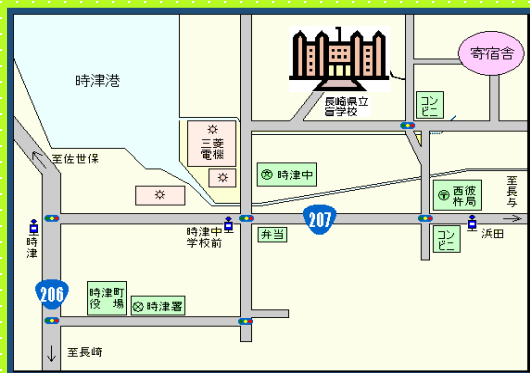 寄宿舎
時津港
長崎県立
盲学校
コン
ビニ
三菱
電機
至佐世保
時津中
西彼
杵局
至長与
時津
時津中
学校前
弁当
207
コン
ビニ
浜田
206
時津町
役場
時津署
至長崎